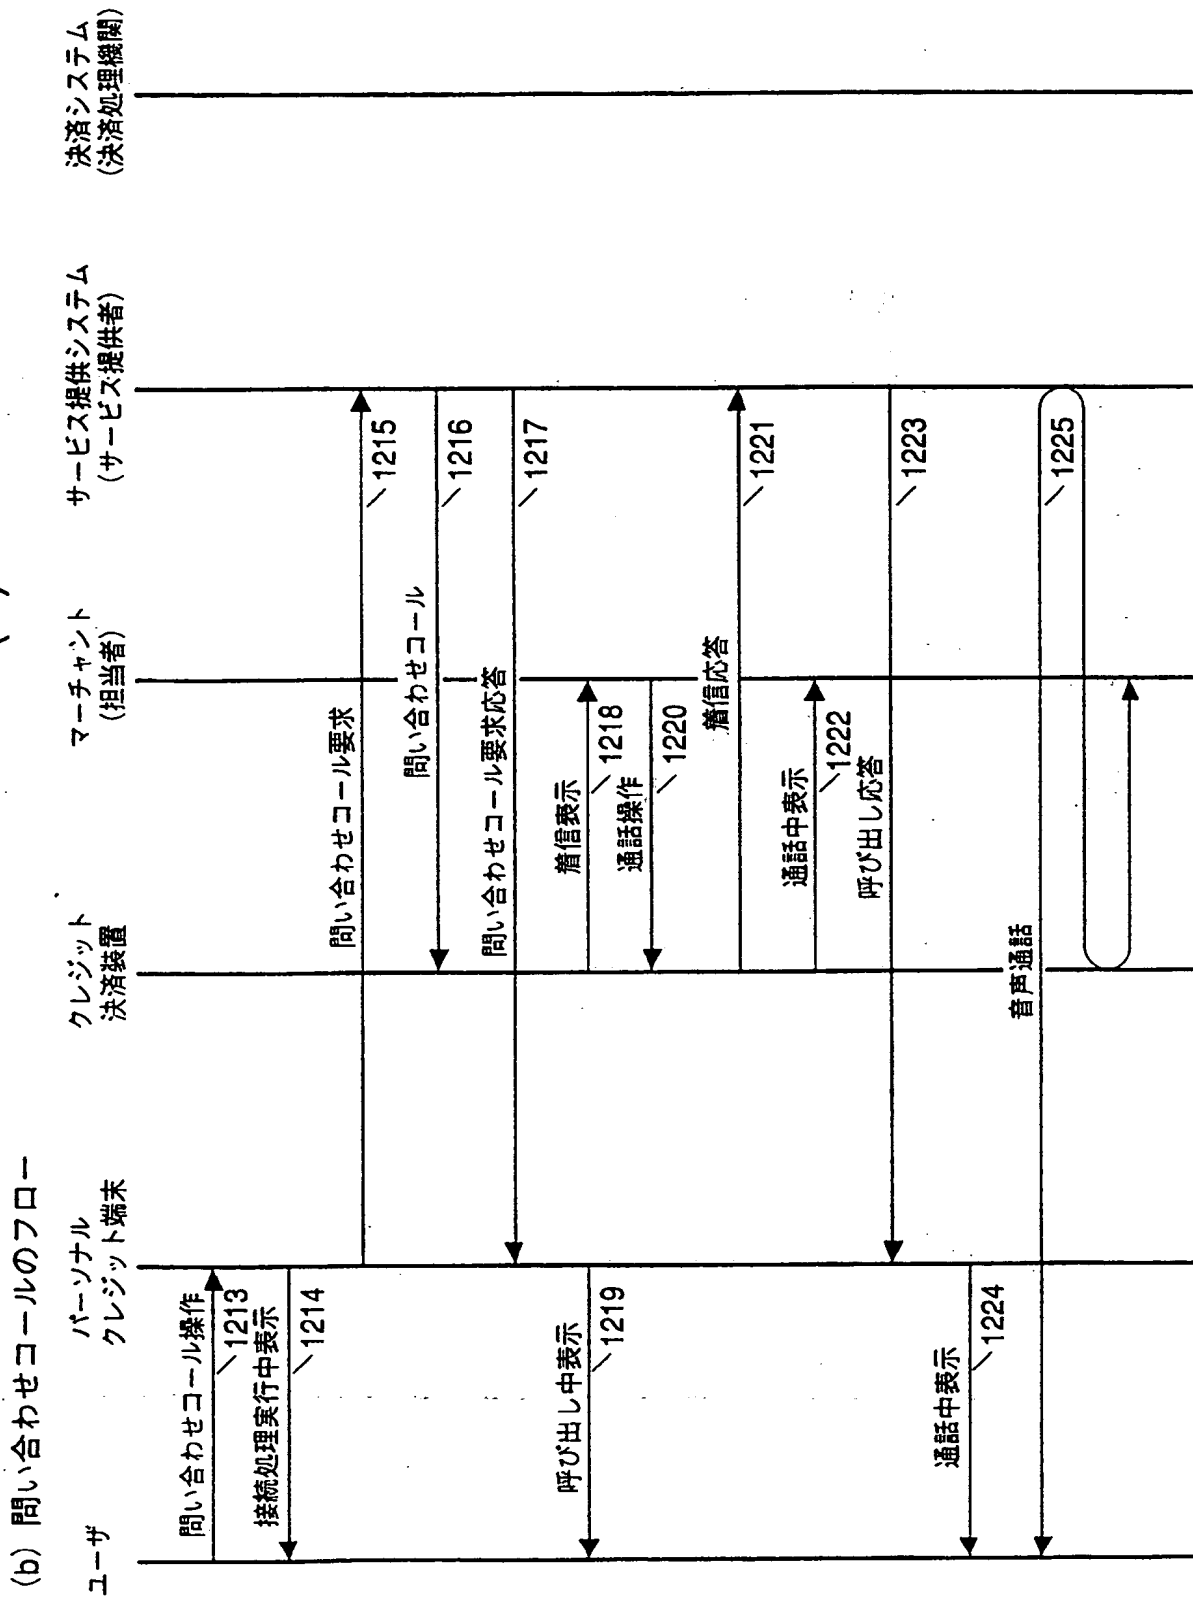 (b) 問い合わせコールのフロー
ユーザ
パーソナル
クレジット端末
クレジット
決済装置
マーチャント
(担当者)
サービス提供システム
(サービス提供者)
決済システム
(決済処理機関)
問い合わせコール操作
1213
接続処理実行中表示
1214
問い合わせコール要求
1215
問い合わせコール
1216
問い合わせコール要求応答
1217
着信表示
1218
呼び出し中表示
1219
通話操作
1220
着信応答
1221
通話中表示
1222
呼び出し応答
1223
通話中表示
1224
音声通話
1225